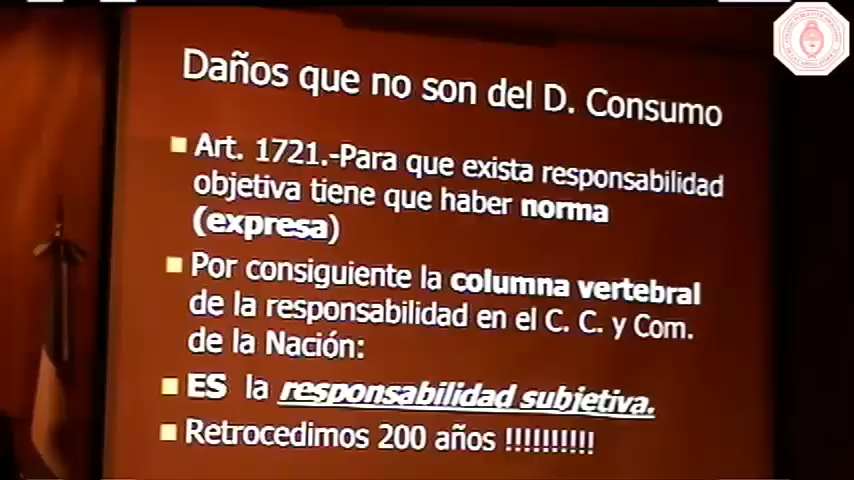 Daños que no son del D. Consumo
Art. 1721.-Para que exista responsabilidad
objetiva tiene que haber norma
(expresa)
Por consiguiente la columna vertebral
de la responsabilidad en el C. C. y Com.
de la Nación:
ES la responsabilidad subjetiva.
Retrocedimos 200 años !!!!!!!!!!